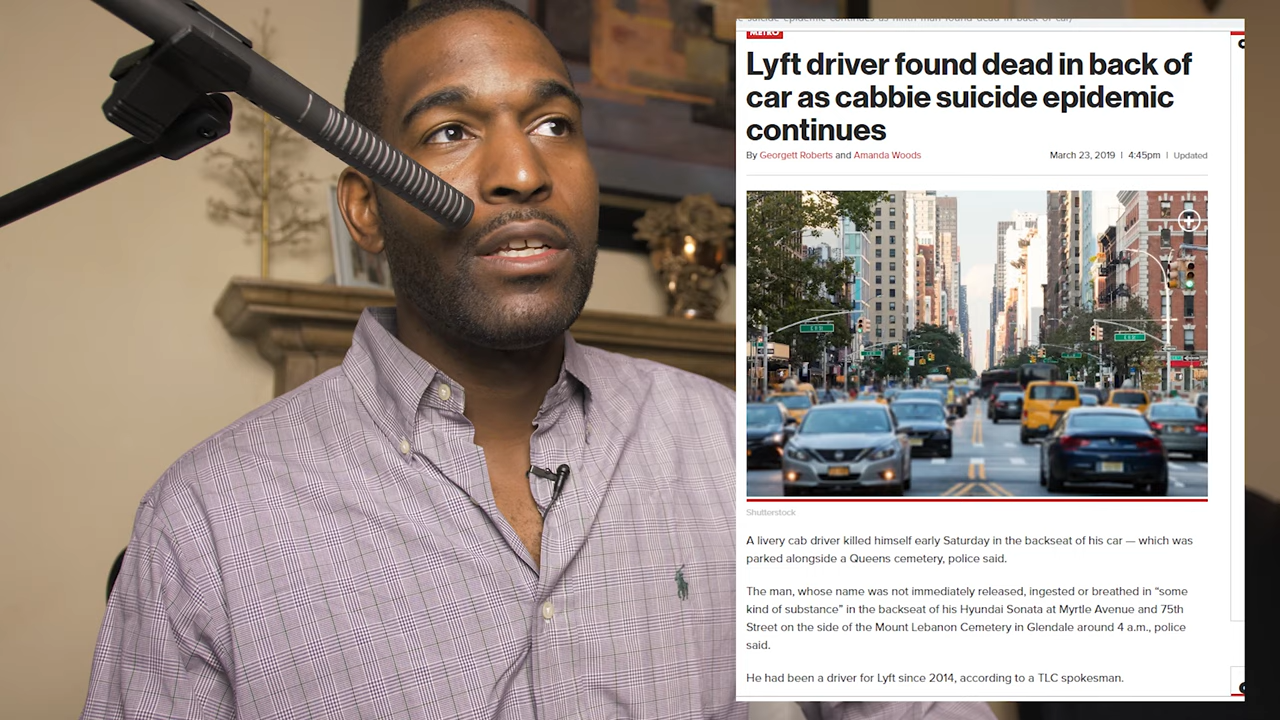 METRO
Lyft driver found dead in back of
car as cabbie suicide epidemic
continues
By Georgett Roberts and Amanda Woods March 23, 2019 | 4:45pm | Updated
Shutterstock
A livery cab driver killed himself early Saturday in the backseat of his car — which was
parked alongside a Queens cemetery, police said.
The man, whose name was not immediately released, ingested or breathed in “some
kind of substance” in the backseat of his Hyundai Sonata at Myrtle Avenue and 75th
Street on the side of the Mount Lebanon Cemetery in Glendale around 4 a.m., police
said.
He had been a driver for Lyft since 2014, according to a TLC spokesman.